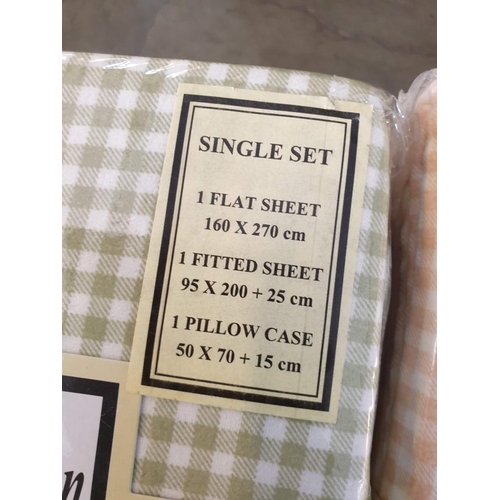 SINGLE SET
1 FLAT SHEET
160 X 270 cm
1 FITTED SHEET
95 X 200 + 25 cm
1 PILLOW CASE
50 X 70 + 15 cm